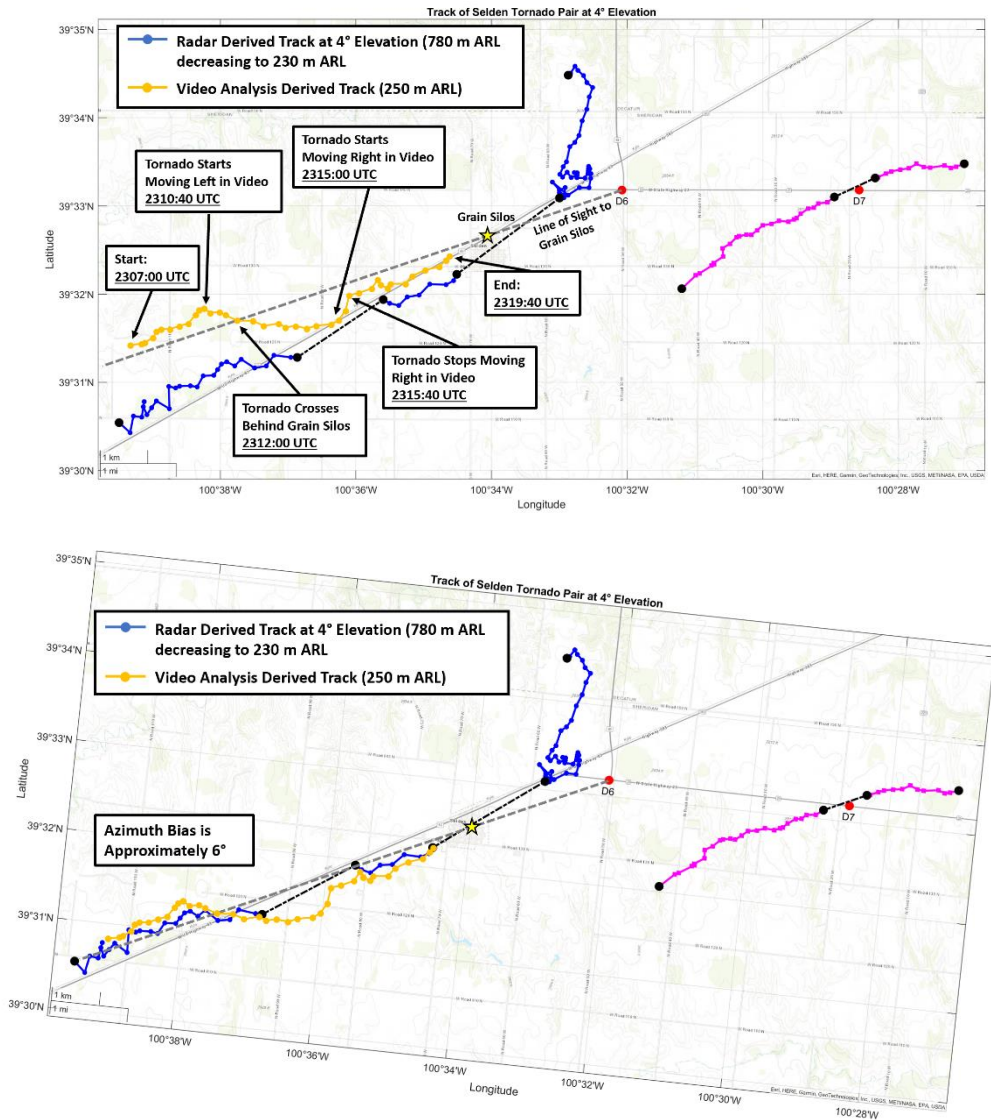 Track of Selden Tornado Pair at 4° Elevation
39°35'N
39°34'N
39°33'N
39°32'N
39°31'N
39°30'N
Latitude
Radar Derived Track at 4° Elevation (780 m ARL
decreasing to 230 m ARL
Video Analysis Derived Track (250 m ARL)
Tornado Starts
Moving Left in Video
2310:40 UTC
Tornado Starts
Moving Right in Video
2315:00 UTC
Start:
2307:00 UTC
Grain Silos
Line of Sight to
Grain Silos
D6
D7
End:
2319:40 UTC
Tornado Stops Moving
Right in Video
2315:40 UTC
Tornado Crosses
Behind Grain Silos
2312:00 UTC
1 km
1 mi
Esri, HERE, Garmin, GeoTechnologies, Inc., USGS, METI/NASA, EPA, USDA
100°38'W
100°36'W
100°34'W
100°32'W
100°30'W
100°28'W
Longitude
Track of Selden Tornado Pair at 4° Elevation
39°35'N
39°34'N
39°33'N
39°32'N
39°31'N
39°30'N
Latitude
Radar Derived Track at 4° Elevation (780 m ARL
decreasing to 230 m ARL
Video Analysis Derived Track (250 m ARL)
D6
D7
Azimuth Bias is
Approximately 6°
1 km
1 mi
Esri, HERE, Garmin, GeoTechnologies, Inc., USGS, METI/NASA, EPA, USDA
100°38'W
100°36'W
100°34'W
100°32'W
100°30'W
100°28'W
Longitude